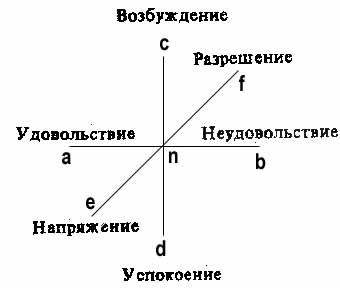 Возбуждение
c
Разрешение
f
Удовольствие
Неудовольствие
a
n
b
e
Напряжение
d
Успокоение